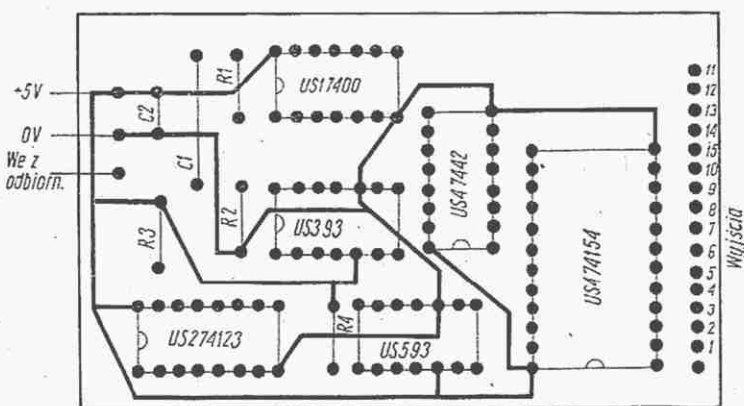 +5V
0V
We z
odbiorn.
C2
C1
R1
US17400
R2
US393
R3
US274123
R4
US593
US47442
USA74154
11
12
13
14
15
10
9
8
7
6
5
4
3
2
1
Wyjścia